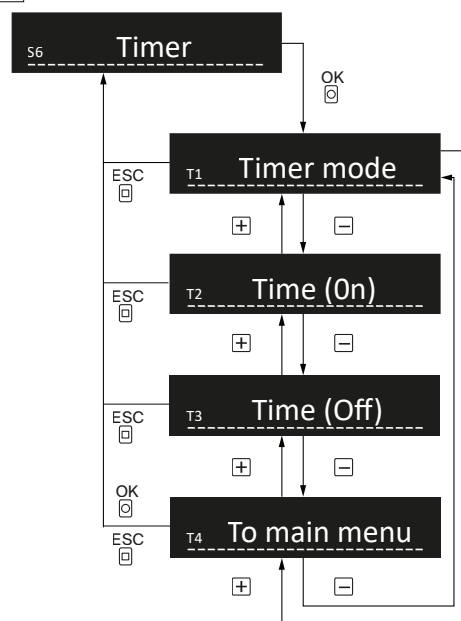 S6 Timer
OK
T1 Timer mode
ESC
+ −
T2 Time (0n)
ESC
+ −
T3 Time (Off)
ESC
+ −
OK
T4 To main menu
ESC
+ −